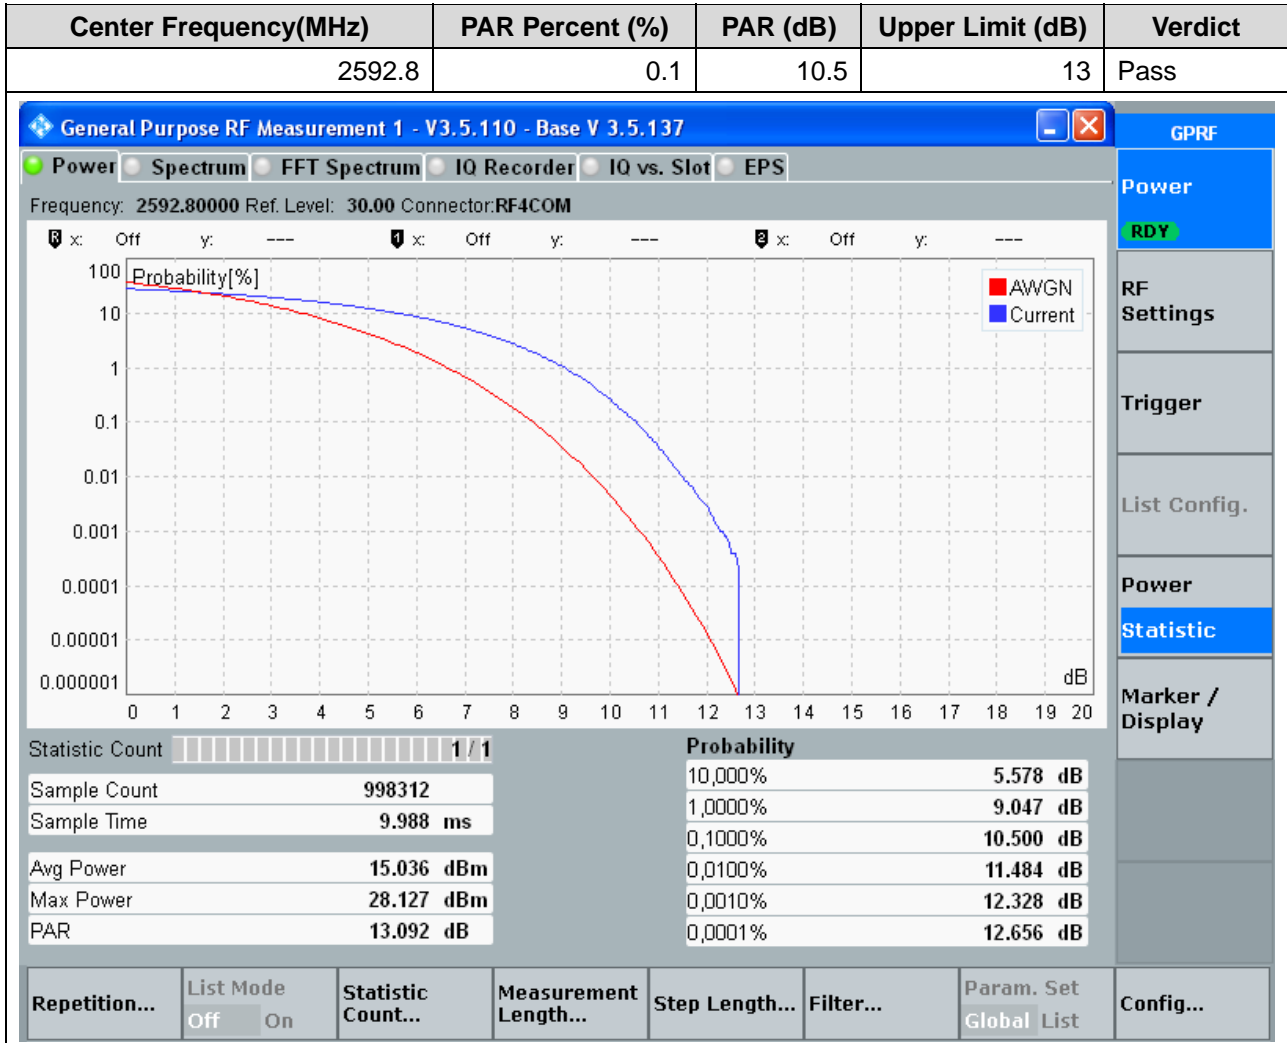 Center Frequency(MHz) PAR Percent (%) PAR (dB) Upper Limit (dB) Verdict
2592.8 0.1 10.5 13 Pass
General Purpose RF Measurement 1 - V3.5.110 - Base V 3.5.137
GPRF
Power Spectrum FFT Spectrum IQ Recorder IQ vs. Slot EPS
Frequency: 2592.80000 Ref. Level: 30.00 Connector:RF4COM
R x: Off y: --- 1 x: Off y: --- 2 x: Off y: ---
Probability[%]
AWGN
Current
100
10
1
0.1
0.01
0.001
0.0001
0.00001
0.000001
dB
0 1 2 3 4 5 6 7 8 9 10 11 12 13 14 15 16 17 18 19 20
Statistic Count 1 / 1
Sample Count 998312
Sample Time 9.988 ms
Avg Power 15.036 dBm
Max Power 28.127 dBm
PAR 13.092 dB
Probability
10,000% 5.578 dB
1,0000% 9.047 dB
0,1000% 10.500 dB
0,0100% 11.484 dB
0,0010% 12.328 dB
0,0001% 12.656 dB
Power
RDY
RF
Settings
Trigger
List Config.
Power
Statistic
Marker /
Display
Repetition...
List Mode
Off On
Statistic
Count...
Measurement
Length...
Step Length...
Filter...
Param. Set
Global List
Config...